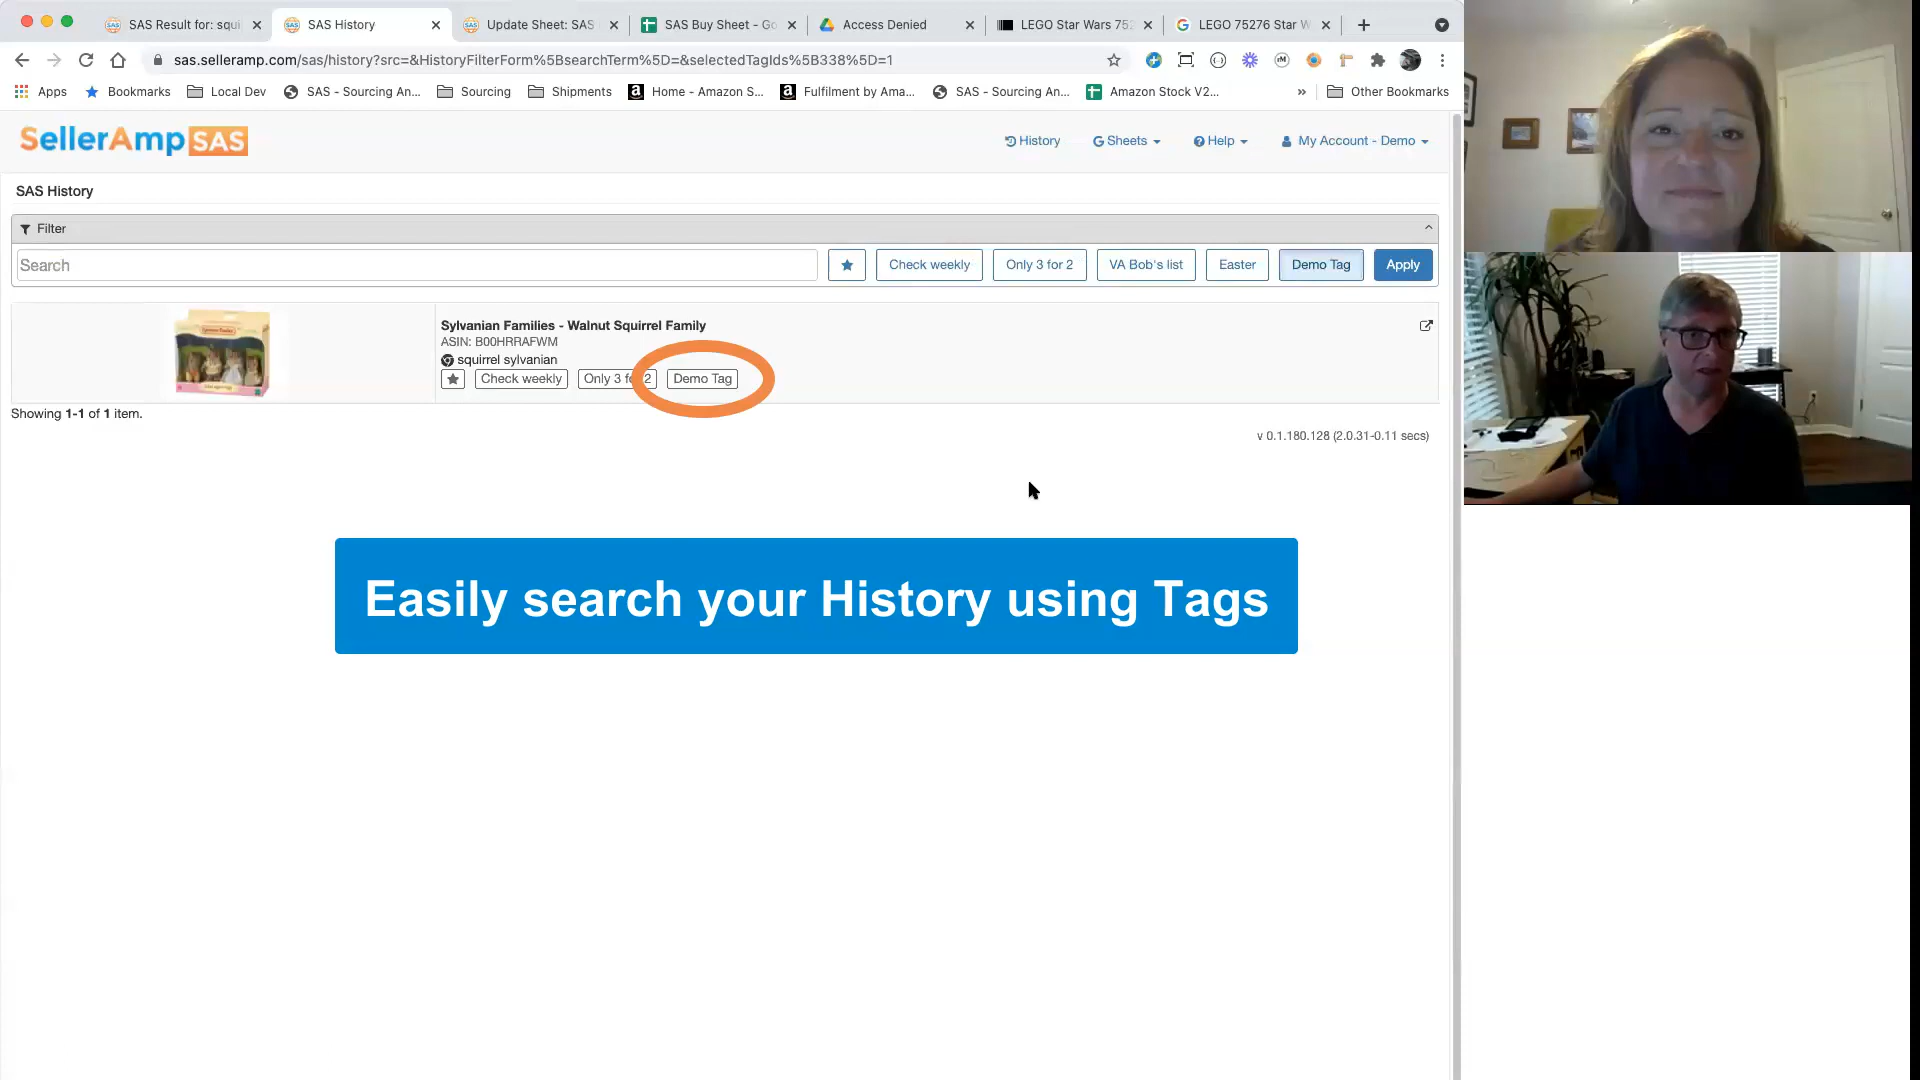 SAS Result for: squi
SAS History
Update Sheet: SAS
SAS Buy Sheet - Go
Access Denied
LEGO Star Wars 752
LEGO 75276 Star W
sas.selleramp.com/sas/history?src=&HistoryFilterForm%5BsearchTerm%5D=&selectedTagIds%5B338%5D=1
Apps
Bookmarks
Local Dev
SAS - Sourcing An...
Sourcing
Shipments
Home - Amazon S...
Fulfilment by Ama...
SAS - Sourcing An...
Amazon Stock V2...
»
Other Bookmarks
SellerAmp SAS
History
G Sheets
Help
My Account - Demo
SAS History
Filter
Search
Check weekly
Only 3 for 2
VA Bob's list
Easter
Demo Tag
Apply
Sylvanian Families - Walnut Squirrel Family
ASIN: B00HRRAFWM
squirrel sylvanian
Check weekly
Only 3 for 2
Demo Tag
Showing 1-1 of 1 item.
v 0.1.180.128 (2.0.31-0.11 secs)
Easily search your History using Tags